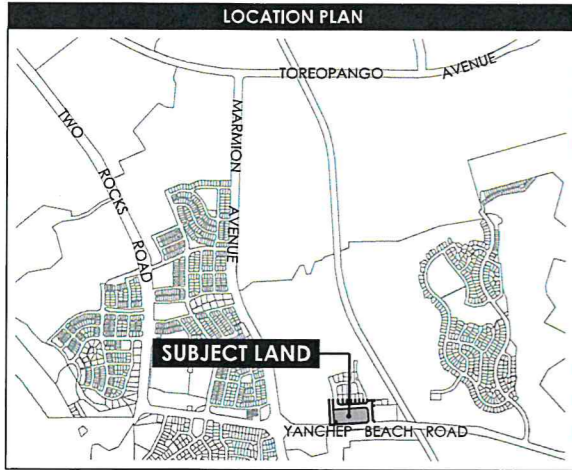 LOCATION PLAN
TOREOPANGO AVENUE
TWO ROCKS ROAD
MARMION AVENUE
SUBJECT LAND
YANCHEP BEACH ROAD